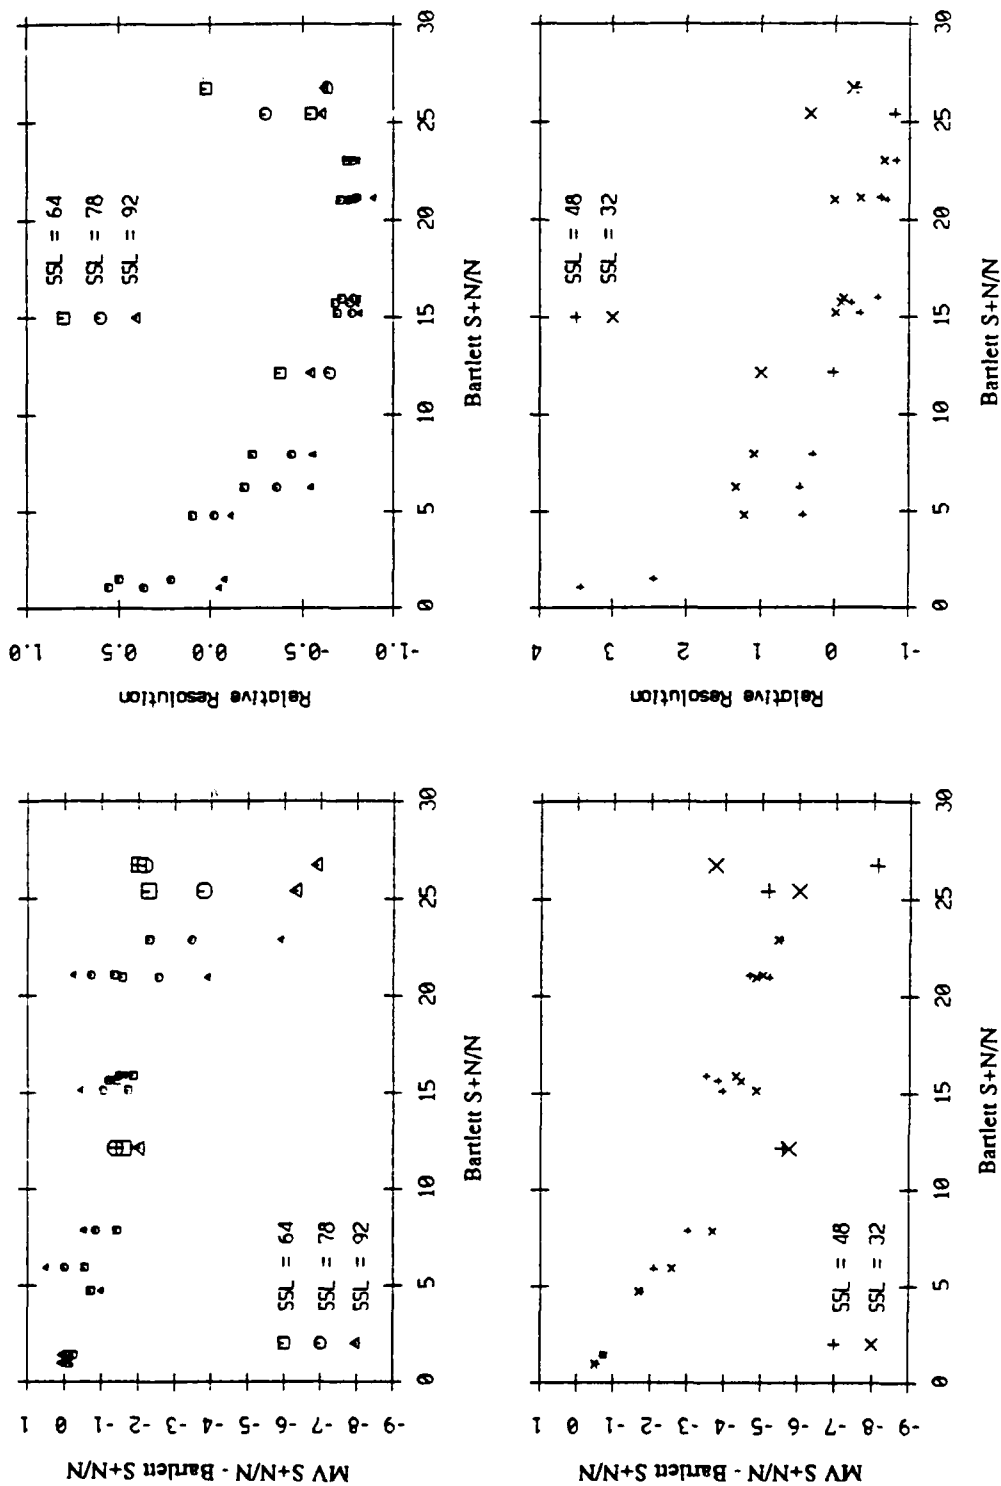 MV S+N/N - Bartlett S+N/N
1
0
-1
-2
-3
-4
-5
-6
-7
-8
-9
SSL = 64
SSL = 78
SSL = 92
0 5 10 15 20 25 30
Bartlett S+N/N
Relative Resolution
1.0
0.5
0.0
-0.5
-1.0
SSL = 64
SSL = 78
SSL = 92
0 5 10 15 20 25 30
Bartlett S+N/N
MV S+N/N - Bartlett S+N/N
1
0
-1
-2
-3
-4
-5
-6
-7
-8
-9
SSL = 48
SSL = 32
0 5 10 15 20 25 30
Bartlett S+N/N
Relative Resolution
4
3
2
1
0
-1
SSL = 48
SSL = 32
0 5 10 15 20 25 30
Bartlett S+N/N